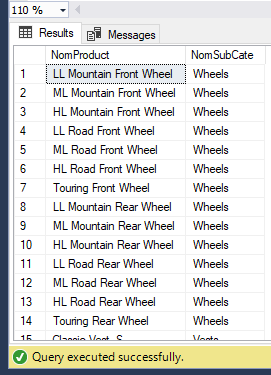 110 %
Results Messages
NomProduct NomSubCate
1 LL Mountain Front Wheel Wheels
2 ML Mountain Front Wheel Wheels
3 HL Mountain Front Wheel Wheels
4 LL Road Front Wheel Wheels
5 ML Road Front Wheel Wheels
6 HL Road Front Wheel Wheels
7 Touring Front Wheel Wheels
8 LL Mountain Rear Wheel Wheels
9 ML Mountain Rear Wheel Wheels
10 HL Mountain Rear Wheel Wheels
11 LL Road Rear Wheel Wheels
12 ML Road Rear Wheel Wheels
13 HL Road Rear Wheel Wheels
14 Touring Rear Wheel Wheels
15 Classic Vest, S Vests
Query executed successfully.